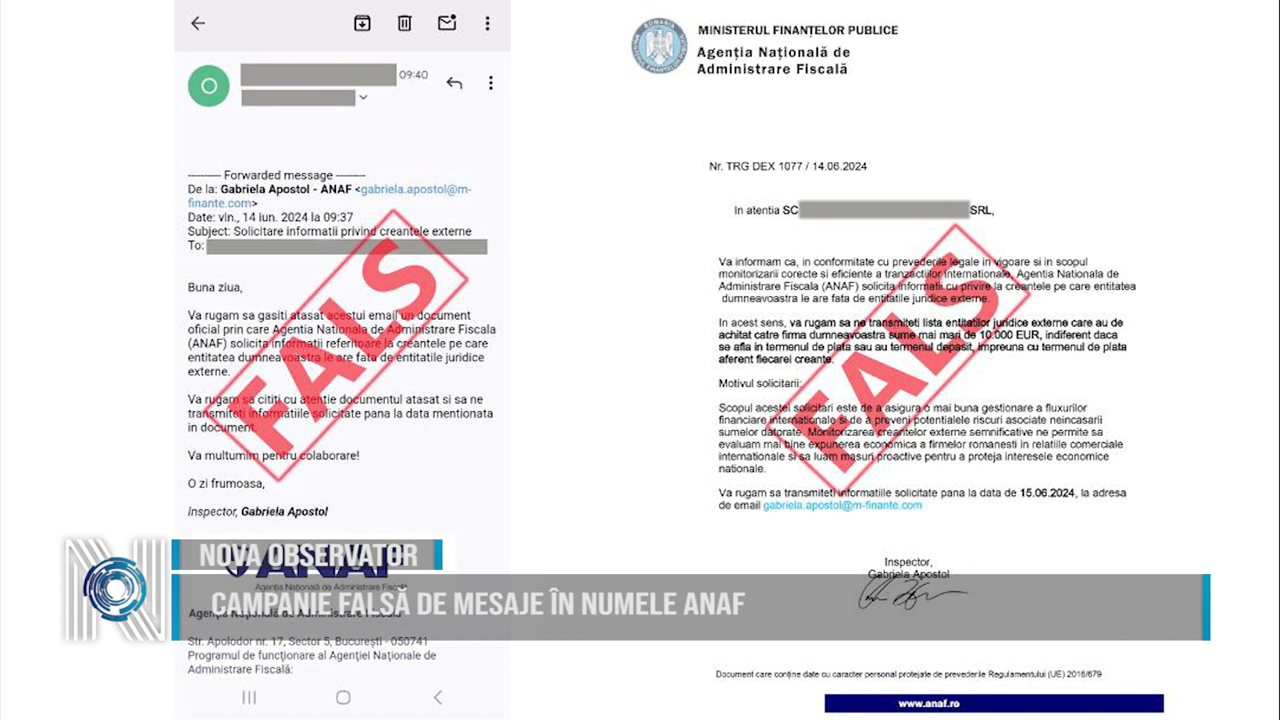 09:40
O
---------- Forwarded message ---------
De la: Gabriela Apostol - ANAF <gabriela.apostol@m-
finante.com>
Date: vin., 14 iun. 2024 la 09:37
Subject: Solicitare informatii privind creantele externe
To:
Buna ziua,
Va rugam sa gasiti atasat acestui email un document
oficial prin care Agentia Nationala de Administrare Fiscala
(ANAF) solicita informatii referitoare la creantele pe care
entitatea dumneavoastra le are fata de entitatile juridice
externe.
Va rugam sa cititi cu atentie documentul atasat si sa ne
transmiteti informatiile solicitate pana la data mentionata
in document.
Va multumim pentru colaborare!
O zi frumoasa,
Inspector, Gabriela Apostol
FALS
ANAF
Agenția Națională de Administrare Fiscală
Agenția Națională de Administrare Fiscală
Str. Apolodor nr. 17, Sector 5, București - 050741
Programul de funcționare al Agenției Naționale de
Administrare Fiscală:
MINISTERUL FINANȚELOR PUBLICE
Agenția Națională de
Administrare Fiscală
Nr. TRG DEX 1077 / 14.06.2024
In atentia SC SRL,
Va informam ca, in conformitate cu prevederile legale in vigoare si in scopul
monitorizarii corecte si eficiente a tranzactiilor internationale, Agentia Nationala de
Administrare Fiscala (ANAF) solicita informatii cu privire la creantele pe care entitatea
dumneavoastra le are fata de entitatile juridice externe.
In acest sens, va rugam sa ne transmiteti lista entitatilor juridice externe care au de
achitat catre firma dumneavoastra sume mai mari de 10.000 EUR, indiferent daca
se afla in termenul de plata sau au termenul depasit, impreuna cu termenul de plata
aferent fiecarei creante.
Motivul solicitarii:
Scopul acestei solicitari este de a asigura o mai buna gestionare a fluxurilor
financiare internationale si de a preveni potentialele riscuri asociate neincasarii
sumelor datorate. Monitorizarea creantelor externe semnificative ne permite sa
evaluam mai bine expunerea economica a firmelor romanesti in relatiile comerciale
internationale si sa luam masuri proactive pentru a proteja interesele economice
nationale.
Va rugam sa transmiteti informatiile solicitate pana la data de 15.06.2024, la adresa
de email gabriela.apostol@m-finante.com
FALS
Inspector,
Gabriela Apostol
Document care conține date cu caracter personal protejate de prevederile Regulamentului (UE) 2016/679
www.anaf.ro
NOVA OBSERVATOR
CAMPANIE FALSĂ DE MESAJE ÎN NUMELE ANAF